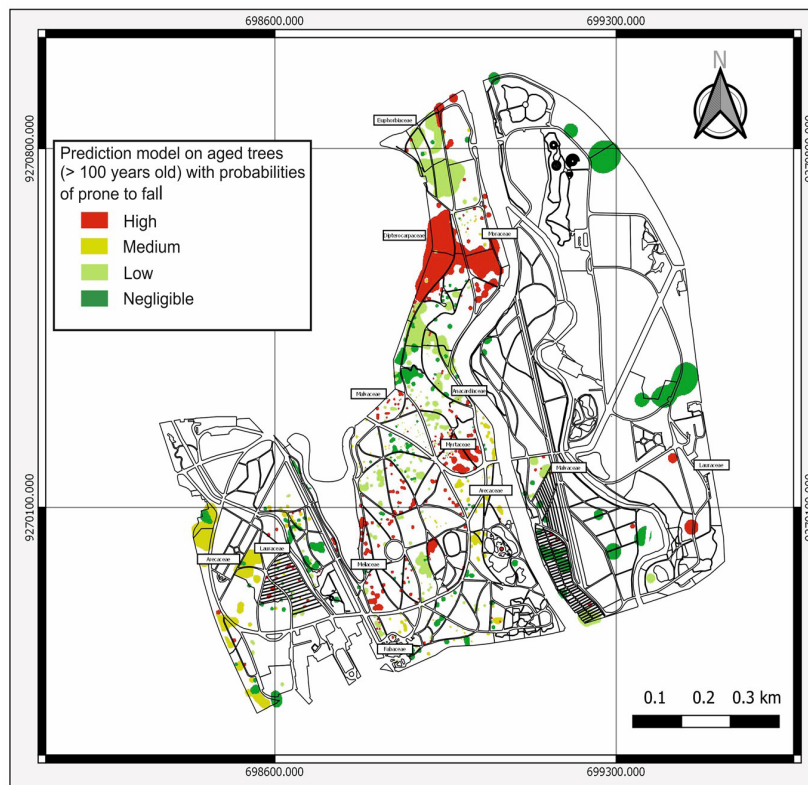 698600.000
699300.000
N
9270800.000
Euphorbiaceae
Prediction model on aged trees
(> 100 years old) with probabilities
of prone to fall
High
Medium
Low
Negligible
Dipterocarpaceae
Moraceae
Malvaceae
Anacardiaceae
Myrtaceae
Malvaceae
Lauraceae
Arecaceae
9270100.000
Arecaceae
Lauraceae
Meliaceae
Fabaceae
0.1
0.2
0.3 km
698600.000
699300.000